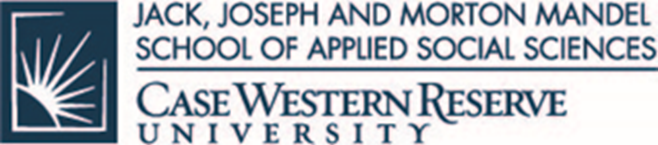 JACK, JOSEPH AND MORTON MANDEL
SCHOOL OF APPLIED SOCIAL SCIENCES
CASE WESTERN RESERVE
UNIVERSITY